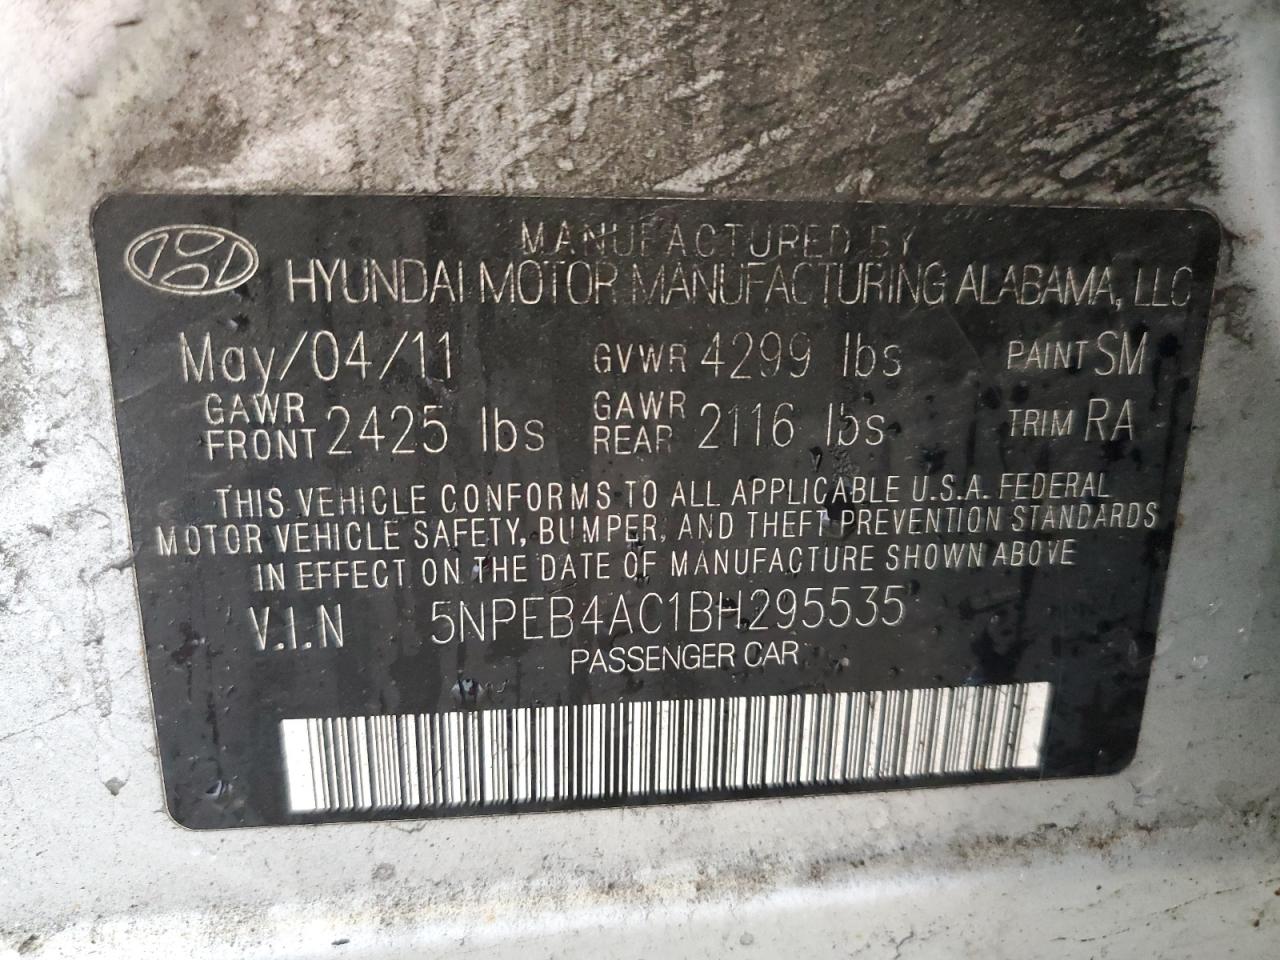 MANUFACTURED BY
HYUNDAI MOTOR MANUFACTURING ALABAMA, LLC
May/04/11 GVWR 4299 lbs PAINT SM
GAWR FRONT 2425 lbs GAWR REAR 2116 lbs TRIM RA
THIS VEHICLE CONFORMS TO ALL APPLICABLE U.S.A. FEDERAL
MOTOR VEHICLE SAFETY, BUMPER, AND THEFT PREVENTION STANDARDS
IN EFFECT ON THE DATE OF MANUFACTURE SHOWN ABOVE
V.I.N 5NPEB4AC1BH295535
PASSENGER CAR